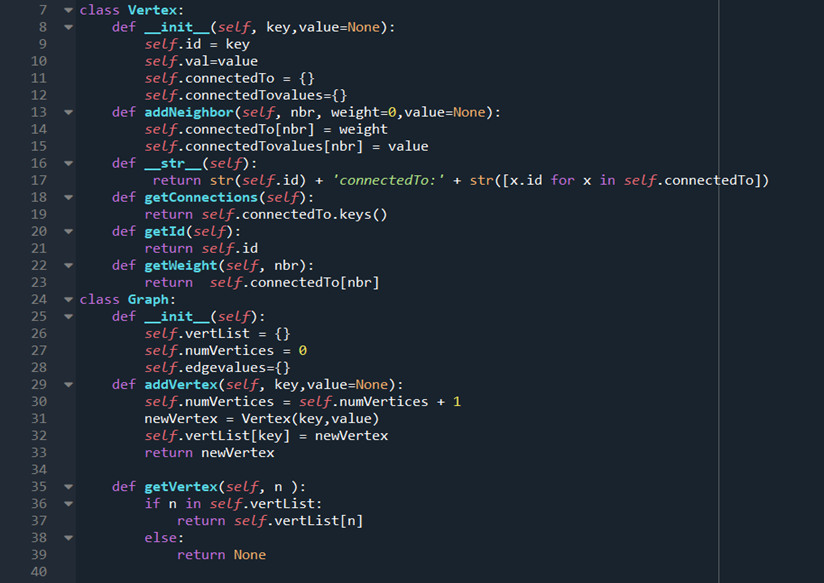 7 class Vertex:
8     def __init__(self, key,value=None):
9         self.id = key
10         self.val=value
11         self.connectedTo = {}
12         self.connectedTovalues={}
13     def addNeighbor(self, nbr, weight=0,value=None):
14         self.connectedTo[nbr] = weight
15         self.connectedTovalues[nbr] = value
16     def __str__(self):
17          return str(self.id) + 'connectedTo:' + str([x.id for x in self.connectedTo])
18     def getConnections(self):
19         return self.connectedTo.keys()
20     def getId(self):
21         return self.id
22     def getWeight(self, nbr):
23         return  self.connectedTo[nbr]
24 class Graph:
25     def __init__(self):
26         self.vertList = {}
27         self.numVertices = 0
28         self.edgevalues={}
29     def addVertex(self, key,value=None):
30         self.numVertices = self.numVertices + 1
31         newVertex = Vertex(key,value)
32         self.vertList[key] = newVertex
33         return newVertex
34
35     def getVertex(self, n ):
36         if n in self.vertList:
37             return self.vertList[n]
38         else:
39             return None
40